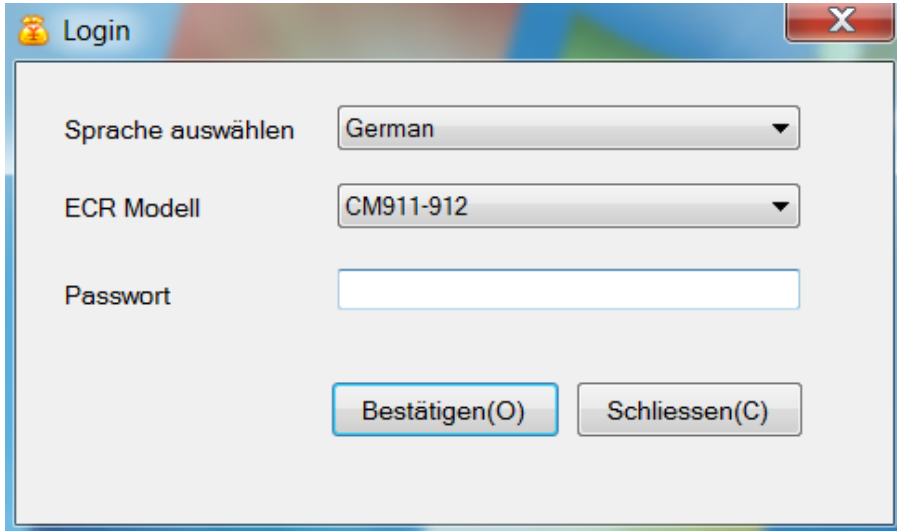 Login
Sprache auswählen German
ECR Modell CM911-912
Passwort
Bestätigen(O) Schliessen(C)